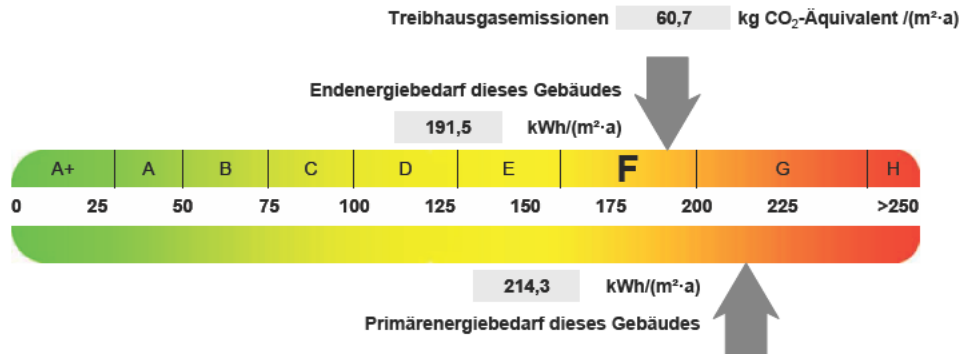 Treibhausgasemissionen 60,7 kg CO₂-Äquivalent /(m²·a)
Endenergiebedarf dieses Gebäudes
191,5 kWh/(m²·a)
A+ A B C D E F G H
0 25 50 75 100 125 150 175 200 225 >250
214,3 kWh/(m²·a)
Primärenergiebedarf dieses Gebäudes